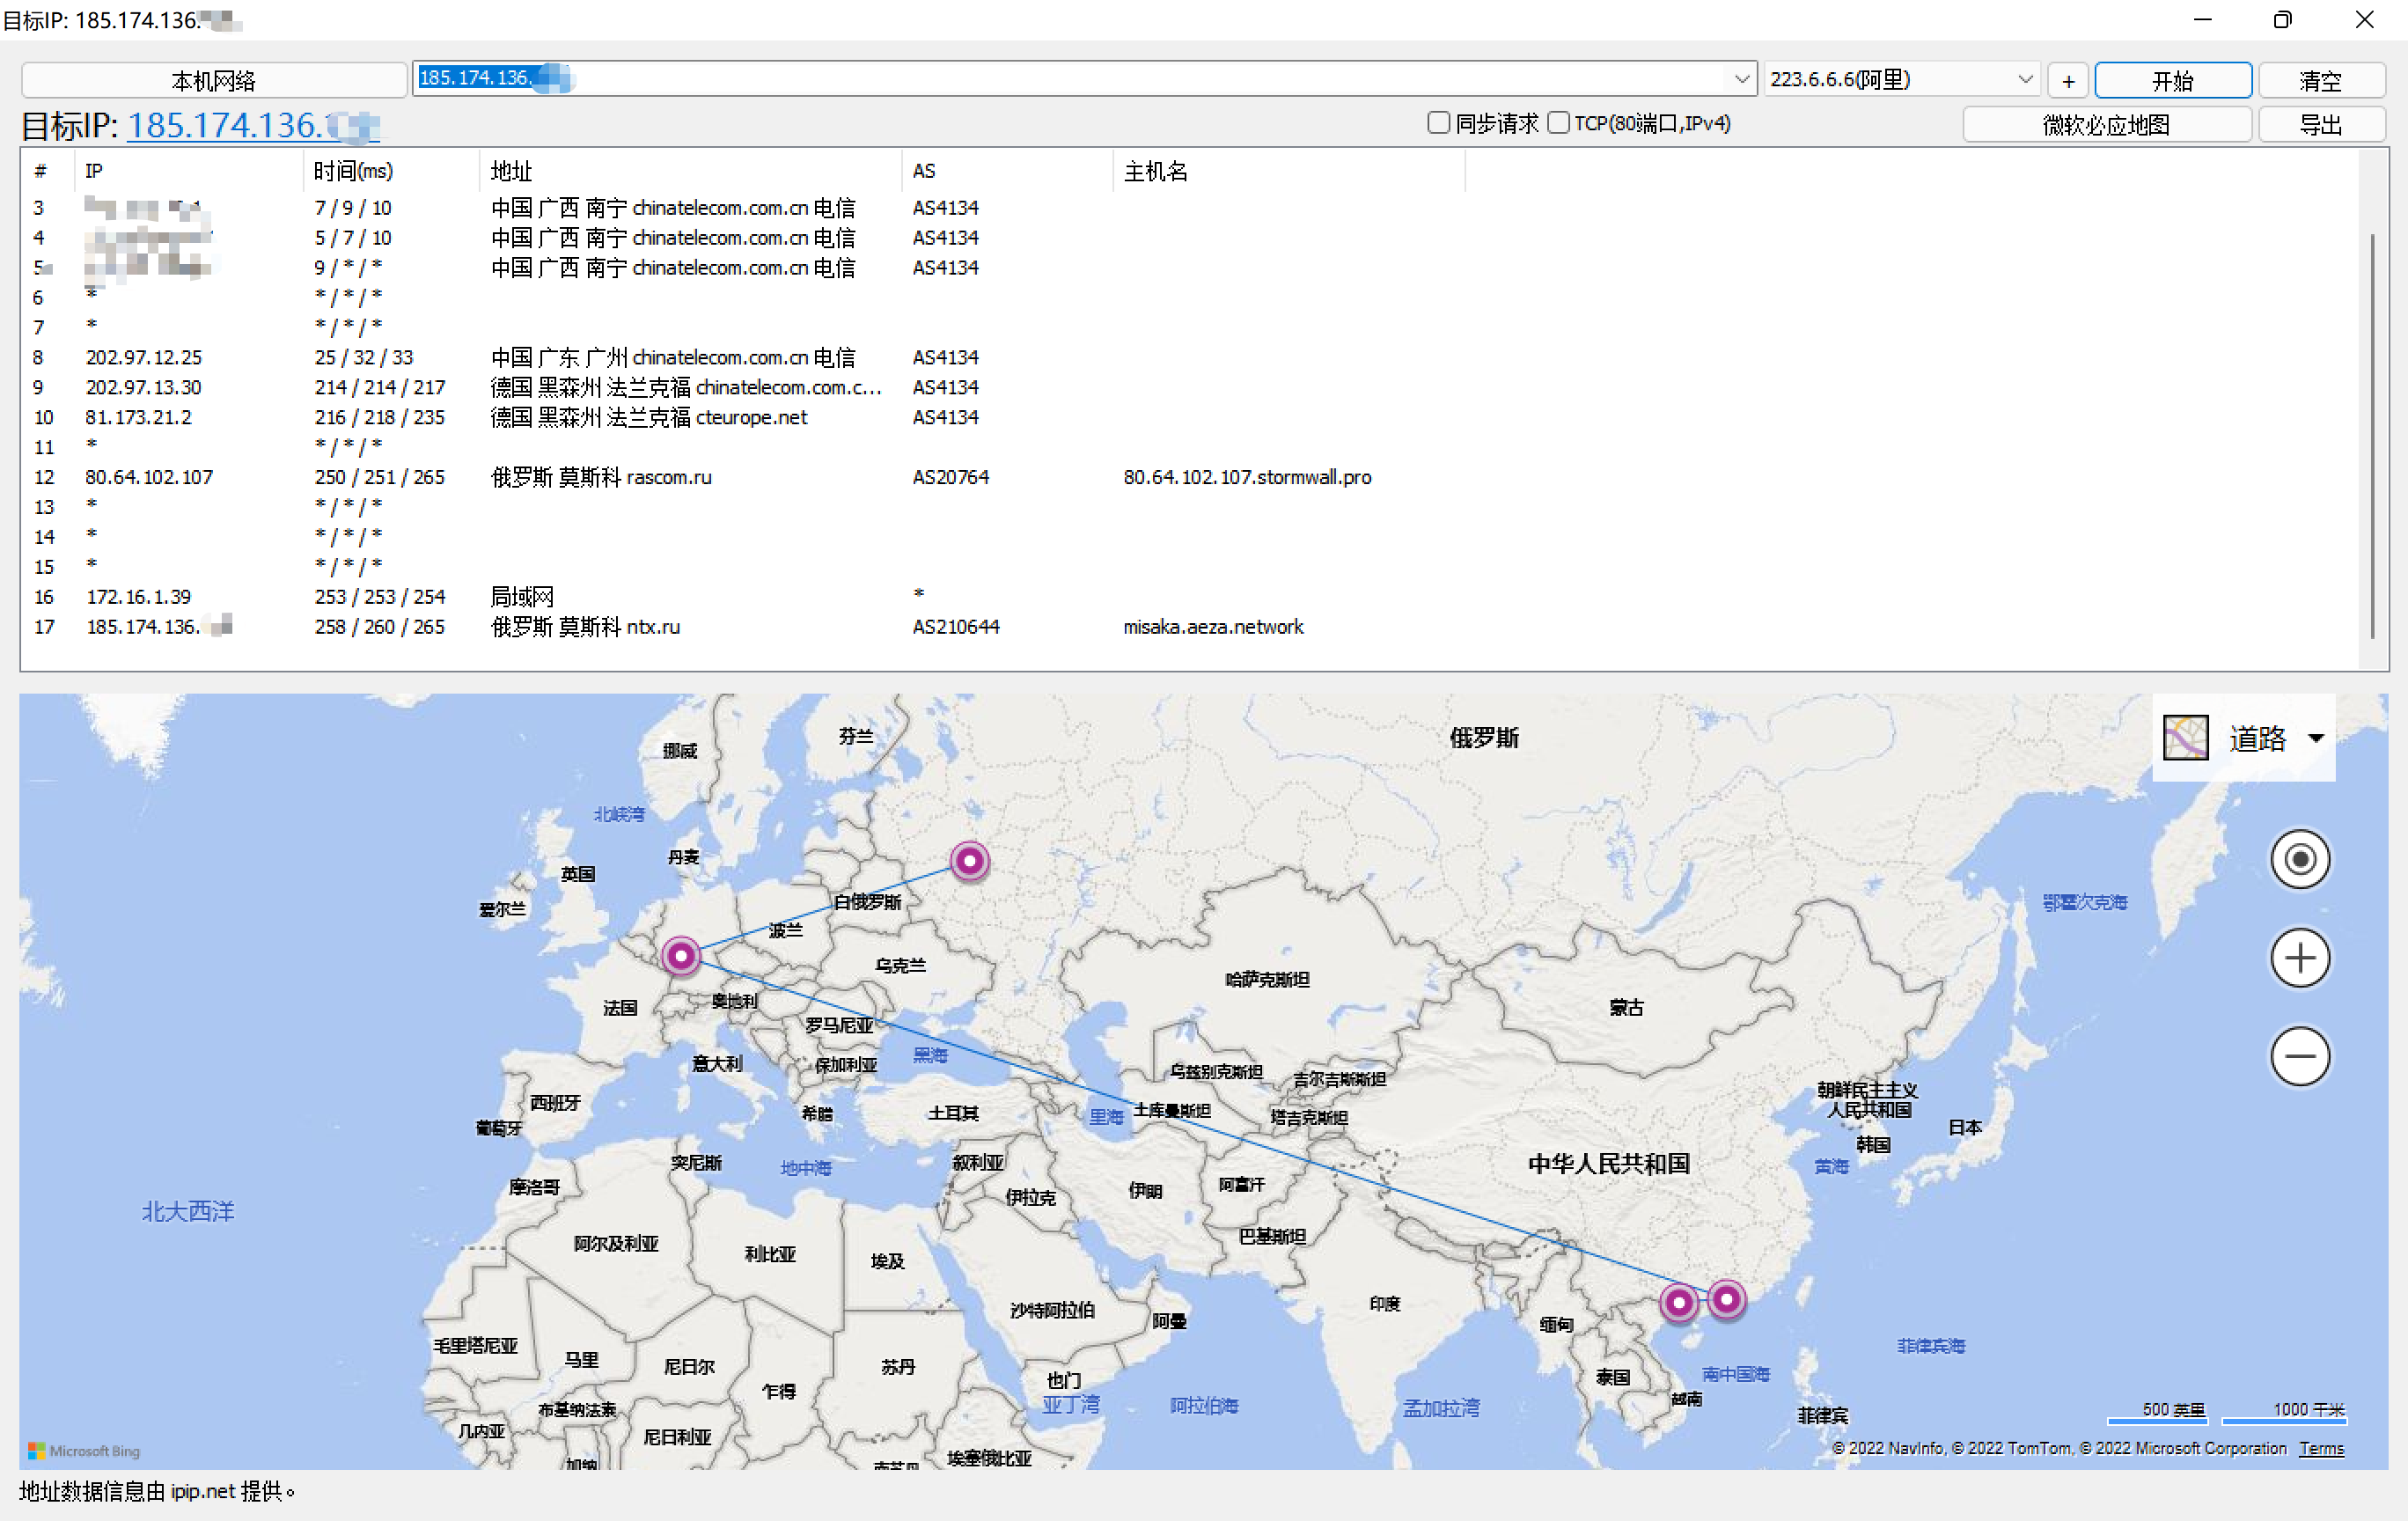 目标IP: 185.174.136.
本机网络
185.174.136.
223.6.6.6(阿里)
+
开始
清空
目标IP: 185.174.136.
同步请求
TCP(80端口,IPv4)
微软必应地图
导出
# IP 时间(ms) 地址 AS 主机名
3 7 / 9 / 10 中国 广西 南宁 chinatelecom.com.cn 电信 AS4134
4 5 / 7 / 10 中国 广西 南宁 chinatelecom.com.cn 电信 AS4134
5 9 / * / * 中国 广西 南宁 chinatelecom.com.cn 电信 AS4134
6 * * / * / *
7 * * / * / *
8 202.97.12.25 25 / 32 / 33 中国 广东 广州 chinatelecom.com.cn 电信 AS4134
9 202.97.13.30 214 / 214 / 217 德国 黑森州 法兰克福 chinatelecom.com.c... AS4134
10 81.173.21.2 216 / 218 / 235 德国 黑森州 法兰克福 cteurope.net AS4134
11 * * / * / *
12 80.64.102.107 250 / 251 / 265 俄罗斯 莫斯科 rascom.ru AS20764 80.64.102.107.stormwall.pro
13 * * / * / *
14 * * / * / *
15 * * / * / *
16 172.16.1.39 253 / 253 / 254 局域网 *
17 185.174.136. 258 / 260 / 265 俄罗斯 莫斯科 ntx.ru AS210644 misaka.aeza.network
芬兰
俄罗斯
道路
挪威
北峡湾
丹麦
英国
白俄罗斯
鄂霍次克海
爱尔兰
波兰
乌克兰
哈萨克斯坦
奥地利
法国
蒙古
罗马尼亚
黑海
意大利
保加利亚
乌兹别克斯坦
吉尔吉斯斯坦
朝鲜民主主义
人民共和国
西班牙
希腊
土耳其
里海
土库曼斯坦
塔吉克斯坦
葡萄牙
日本
韩国
突尼斯
地中海
叙利亚
中华人民共和国
黄海
摩洛哥
伊拉克
伊朗
阿富汗
北大西洋
阿尔及利亚
利比亚
埃及
巴基斯坦
沙特阿拉伯
阿曼
印度
缅甸
毛里塔尼亚
马里
尼日尔
苏丹
菲律宾海
乍得
也门
泰国
南中国海
布基纳法索
亚丁湾
阿拉伯海
孟加拉湾
越南
菲律宾
500 英里
1000 千米
几内亚
尼日利亚
埃塞俄比亚
加纳
南苏丹
Microsoft Bing
© 2022 NavInfo, © 2022 TomTom, © 2022 Microsoft Corporation Terms
地址数据信息由 ipip.net 提供。